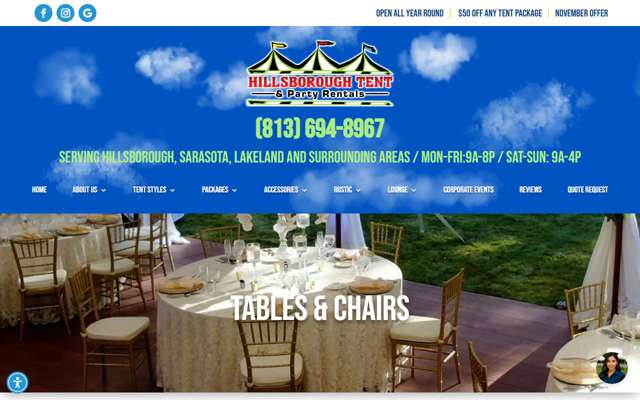 OPEN ALL YEAR ROUND | $50 OFF ANY TENT PACKAGE | NOVEMBER OFFER
HILLSBOROUGH TENT
& Party Rentals
(813) 694-8967
SERVING HILLSBOROUGH, SARASOTA, LAKELAND AND SURROUNDING AREAS / MON-FRI:9A-8P / SAT-SUN: 9A-4P
HOME ABOUT US TENT STYLES PACKAGES ACCESSORIES RUSTIC LOUNGE CORPORATE EVENTS REVIEWS QUOTE REQUEST
TABLES & CHAIRS